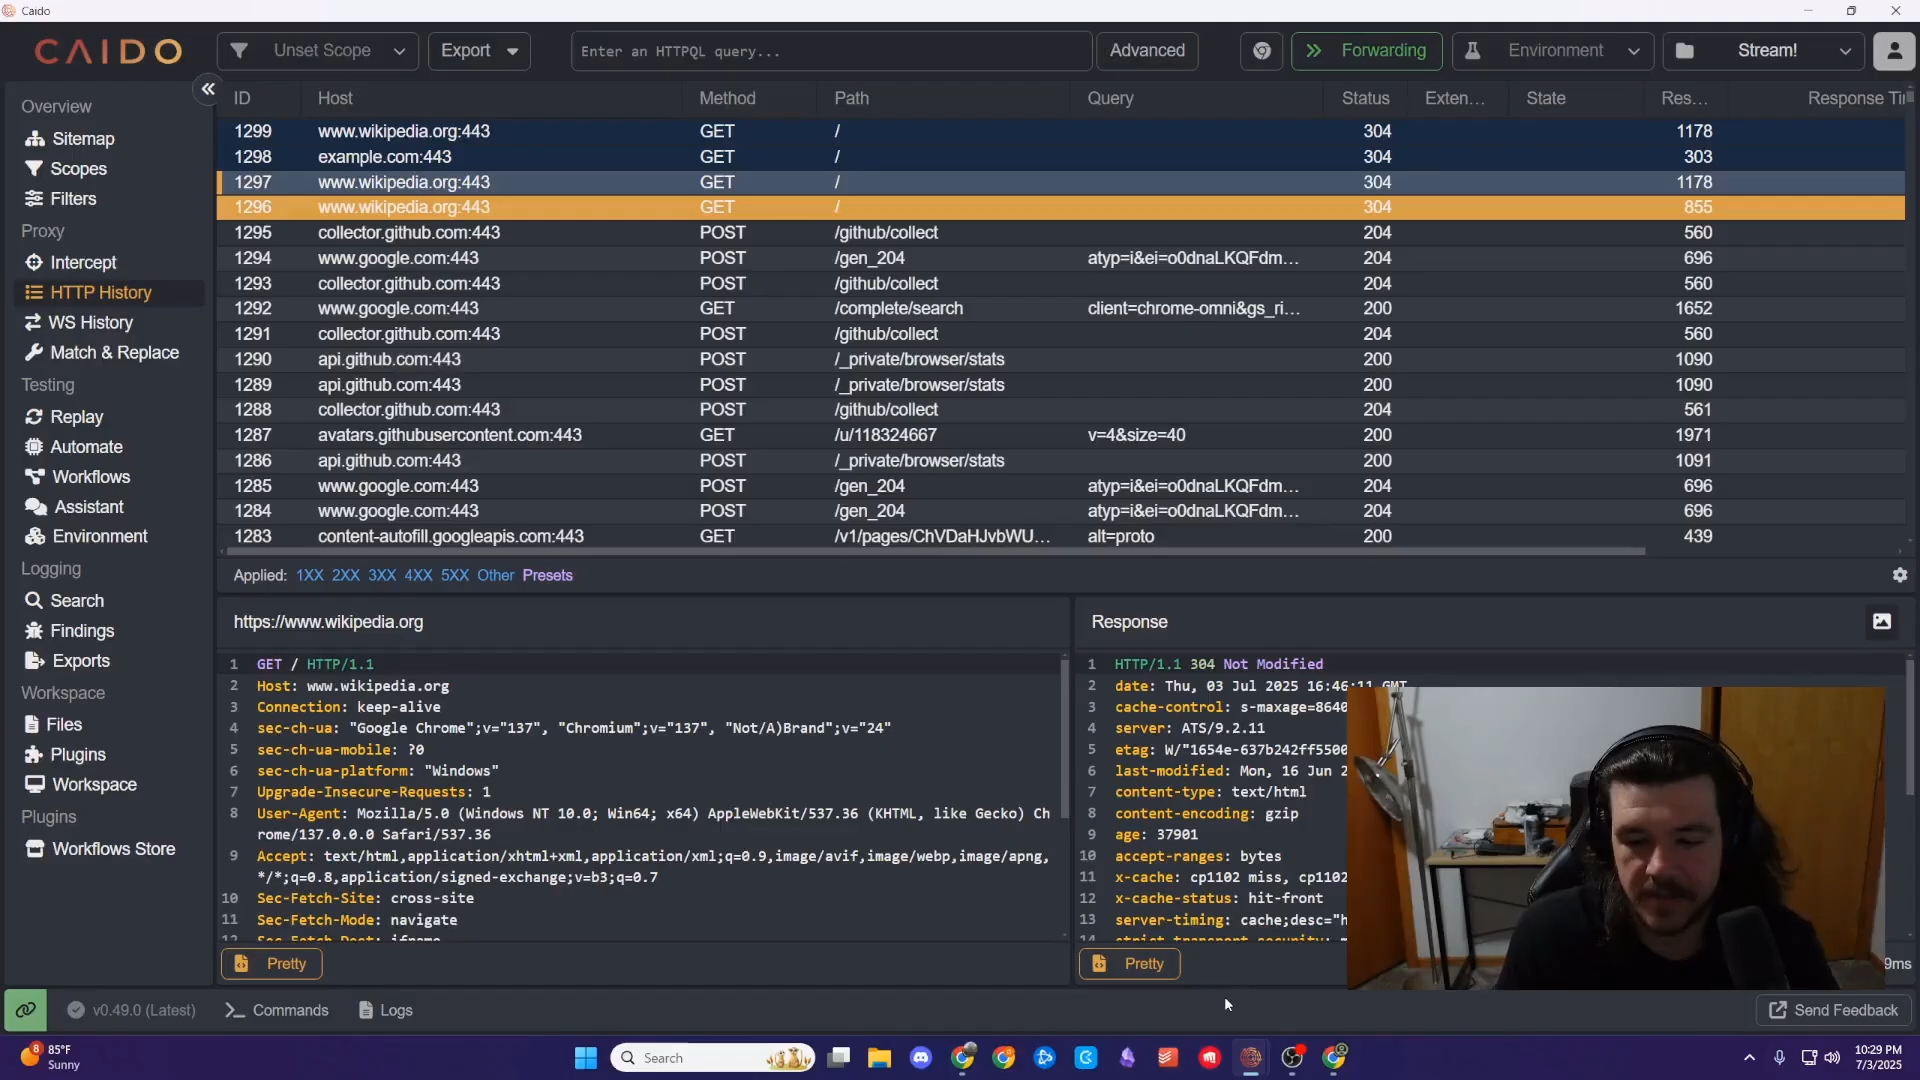 Caido
CAIDO
Unset Scope
Export
Enter an HTTPQL query...
Advanced
Forwarding
Environment
Stream!
Overview
Sitemap
Scopes
Filters
Proxy
Intercept
HTTP History
WS History
Match & Replace
Testing
Replay
Automate
Workflows
Assistant
Environment
Logging
Search
Findings
Exports
Workspace
Files
Plugins
Workspace
Plugins
Workflows Store
ID Host Method Path Query Status Exten... State Res... Response Tir
1299 www.wikipedia.org:443 GET / 304 1178
1298 example.com:443 GET / 304 303
1297 www.wikipedia.org:443 GET / 304 1178
1296 www.wikipedia.org:443 GET / 304 855
1295 collector.github.com:443 POST /github/collect 204 560
1294 www.google.com:443 POST /gen_204 atyp=i&ei=o0dnaLKQFdm... 204 696
1293 collector.github.com:443 POST /github/collect 204 560
1292 www.google.com:443 GET /complete/search client=chrome-omni&gs_ri... 200 1652
1291 collector.github.com:443 POST /github/collect 204 560
1290 api.github.com:443 POST /_private/browser/stats 200 1090
1289 api.github.com:443 POST /_private/browser/stats 200 1090
1288 collector.github.com:443 POST /github/collect 204 561
1287 avatars.githubusercontent.com:443 GET /u/118324667 v=4&size=40 200 1971
1286 api.github.com:443 POST /_private/browser/stats 200 1091
1285 www.google.com:443 POST /gen_204 atyp=i&ei=o0dnaLKQFdm... 204 696
1284 www.google.com:443 POST /gen_204 atyp=i&ei=o0dnaLKQFdm... 204 696
1283 content-autofill.googleapis.com:443 GET /v1/pages/ChVDaHJvbWU... alt=proto 200 439
Applied: 1XX 2XX 3XX 4XX 5XX Other Presets
https://www.wikipedia.org
1 GET / HTTP/1.1
2 Host: www.wikipedia.org
3 Connection: keep-alive
4 sec-ch-ua: "Google Chrome";v="137", "Chromium";v="137", "Not/A)Brand";v="24"
5 sec-ch-ua-mobile: ?0
6 sec-ch-ua-platform: "Windows"
7 Upgrade-Insecure-Requests: 1
8 User-Agent: Mozilla/5.0 (Windows NT 10.0; Win64; x64) AppleWebKit/537.36 (KHTML, like Gecko) Ch
rome/137.0.0.0 Safari/537.36
9 Accept: text/html,application/xhtml+xml,application/xml;q=0.9,image/avif,image/webp,image/apng,
*/*;q=0.8,application/signed-exchange;v=b3;q=0.7
10 Sec-Fetch-Site: cross-site
11 Sec-Fetch-Mode: navigate
12 Sec-Fetch-Dest: iframe
Pretty
Response
1 HTTP/1.1 304 Not Modified
2 date: Thu, 03 Jul 2025 16:46:11 GMT
3 cache-control: s-maxage=8640
4 server: ATS/9.2.11
5 etag: W/"1654e-637b242ff5500
6 last-modified: Mon, 16 Jun 2
7 content-type: text/html
8 content-encoding: gzip
9 age: 37901
10 accept-ranges: bytes
11 x-cache: cp1102 miss, cp1102
12 x-cache-status: hit-front
13 server-timing: cache;desc="h
14 strict-transport-security: m
Pretty
9ms
v0.49.0 (Latest)
Commands
Logs
Send Feedback
8
85°F
Sunny
Search
10:29 PM
7/3/2025